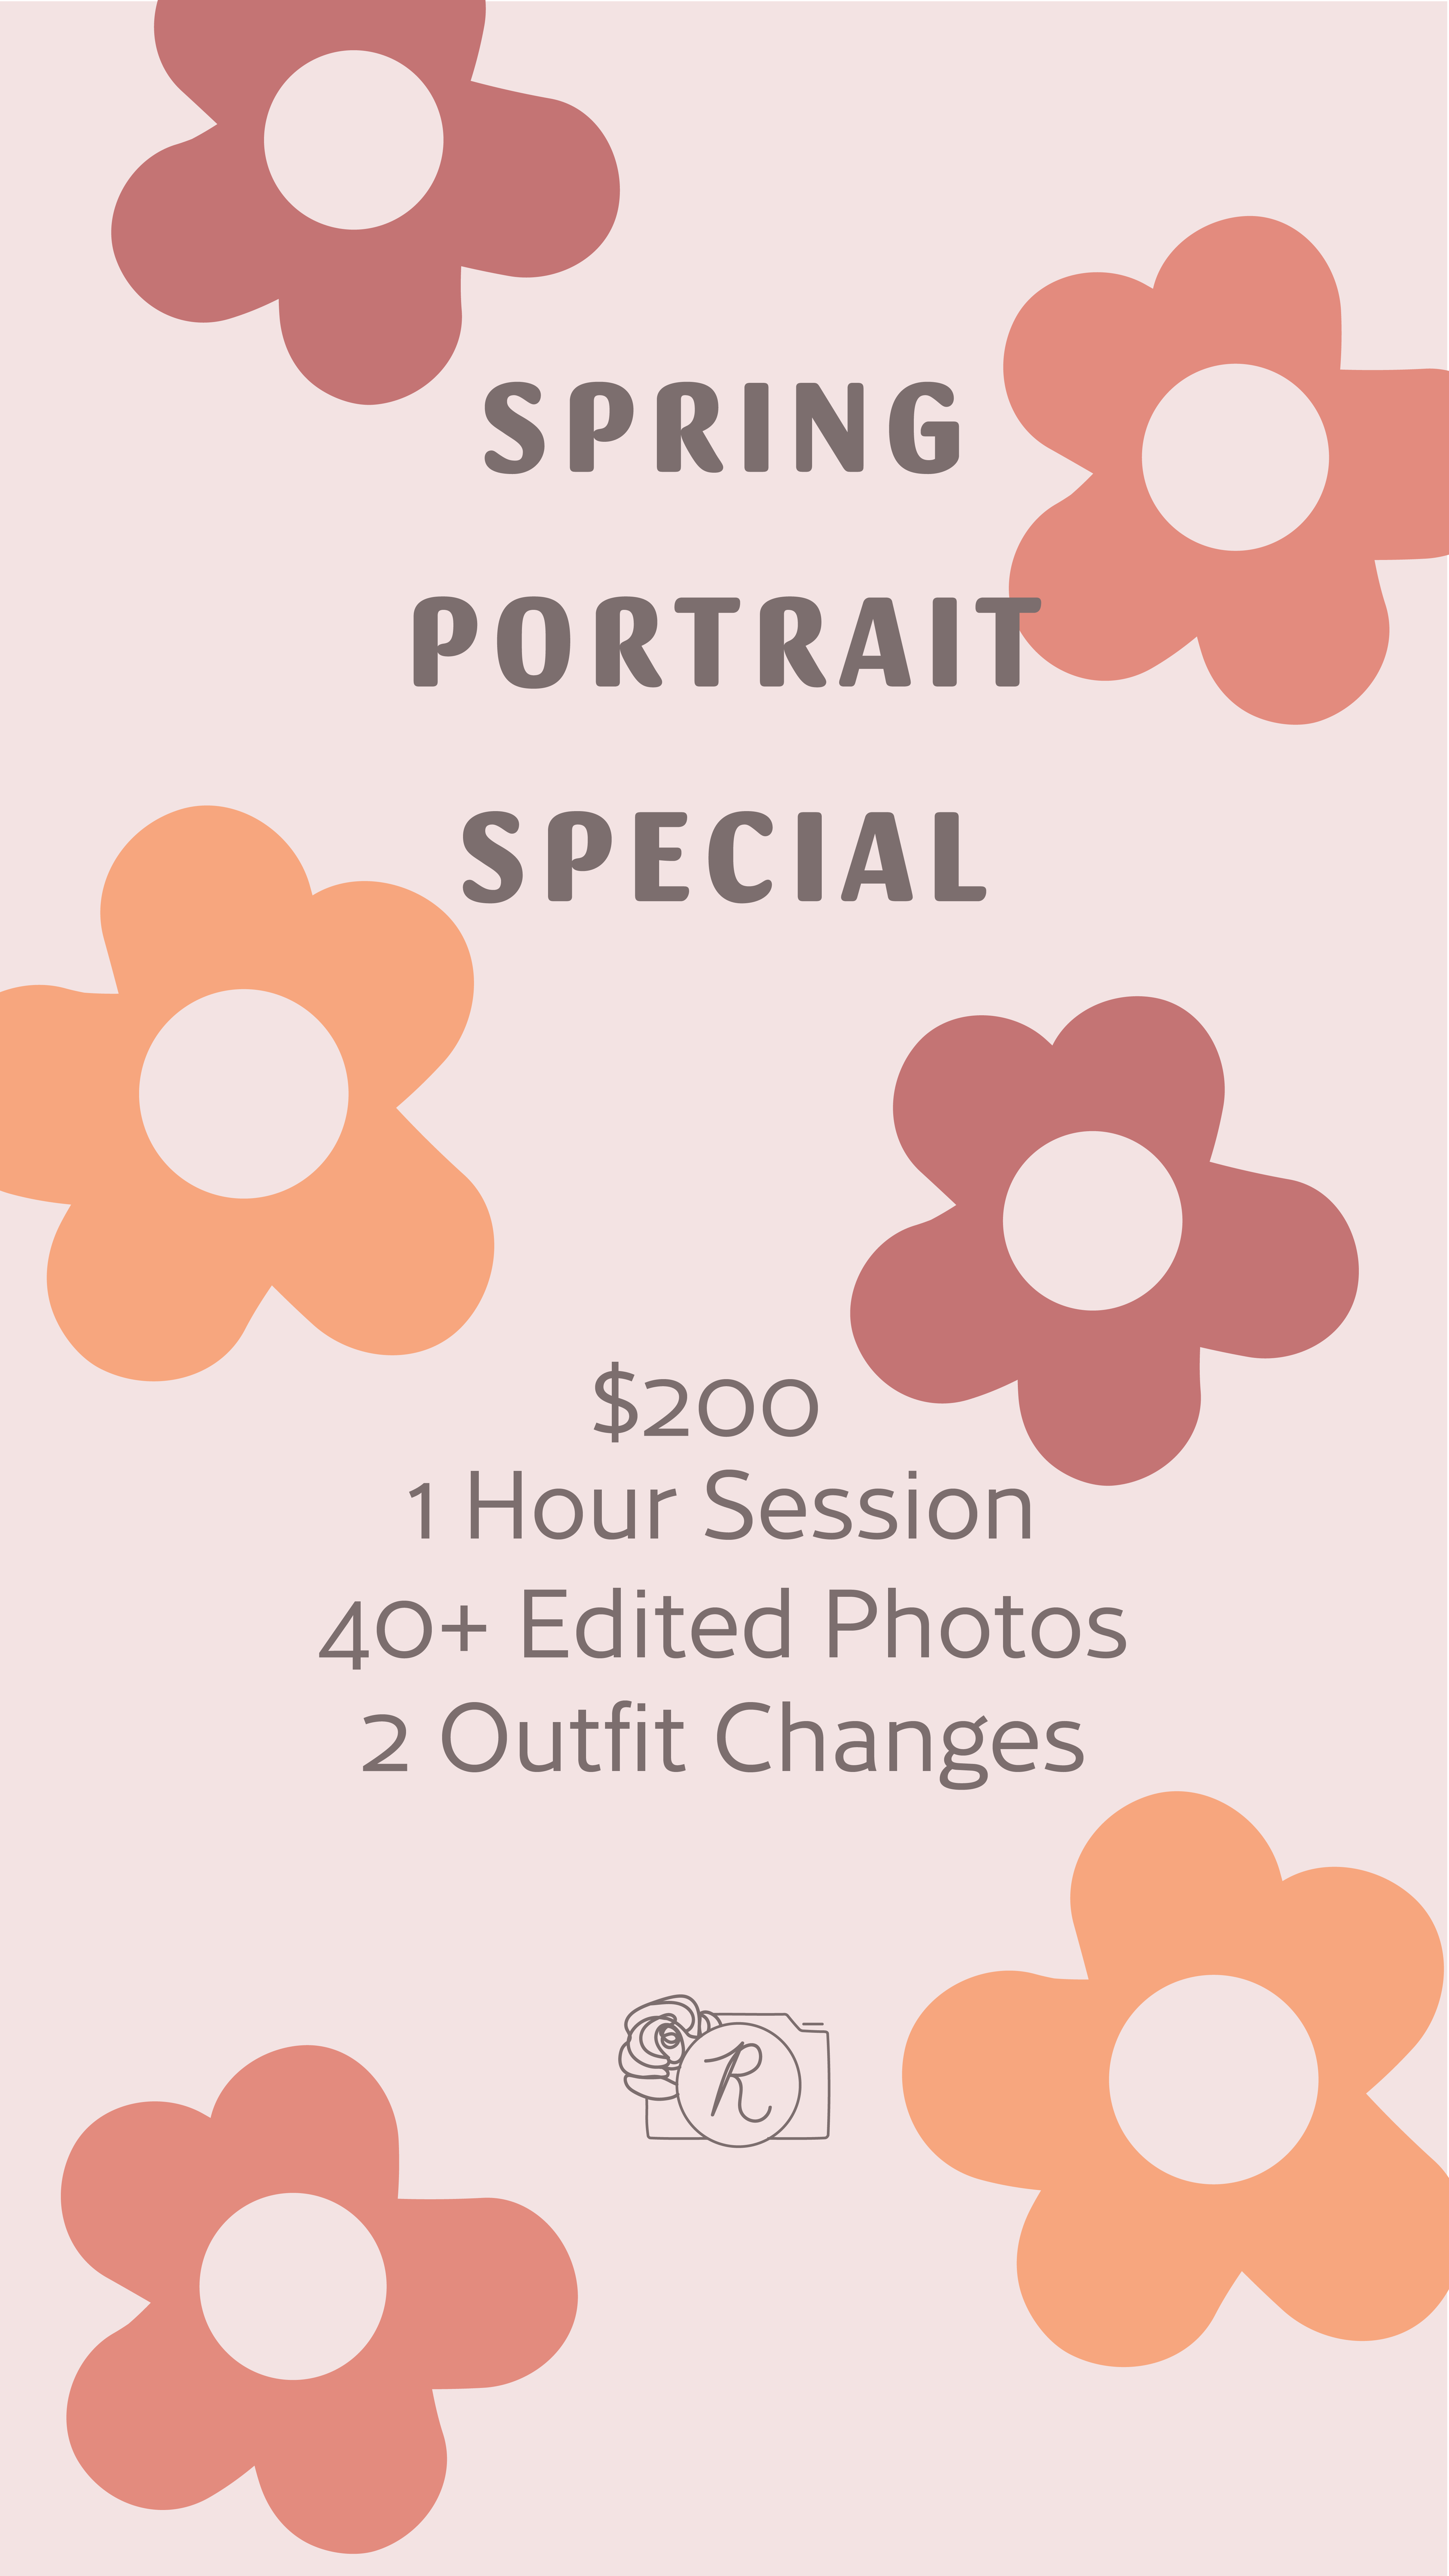 SPRING
PORTRAIT
SPECIAL
$200
1 Hour Session
40+ Edited Photos
2 Outfit Changes
R